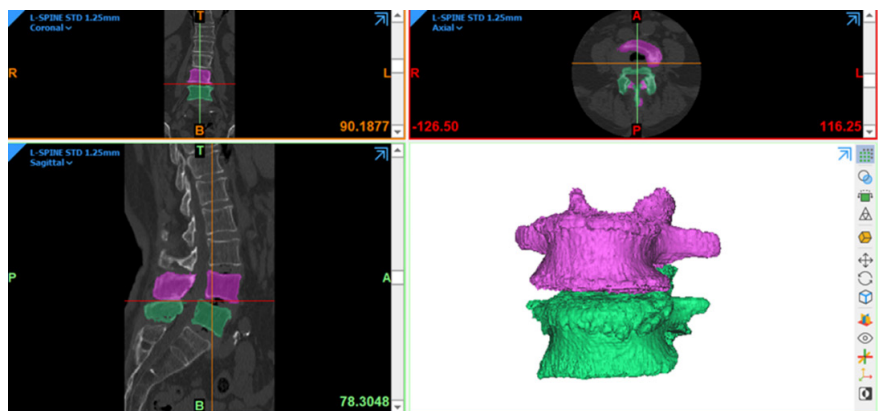 L-SPINE STD 1.25mm
Coronal
T
R
L
B
90.1877
L-SPINE STD 1.25mm
Axial
A
R
L
P
-126.50
116.25
L-SPINE STD 1.25mm
Sagittal
T
P
A
B
78.3048